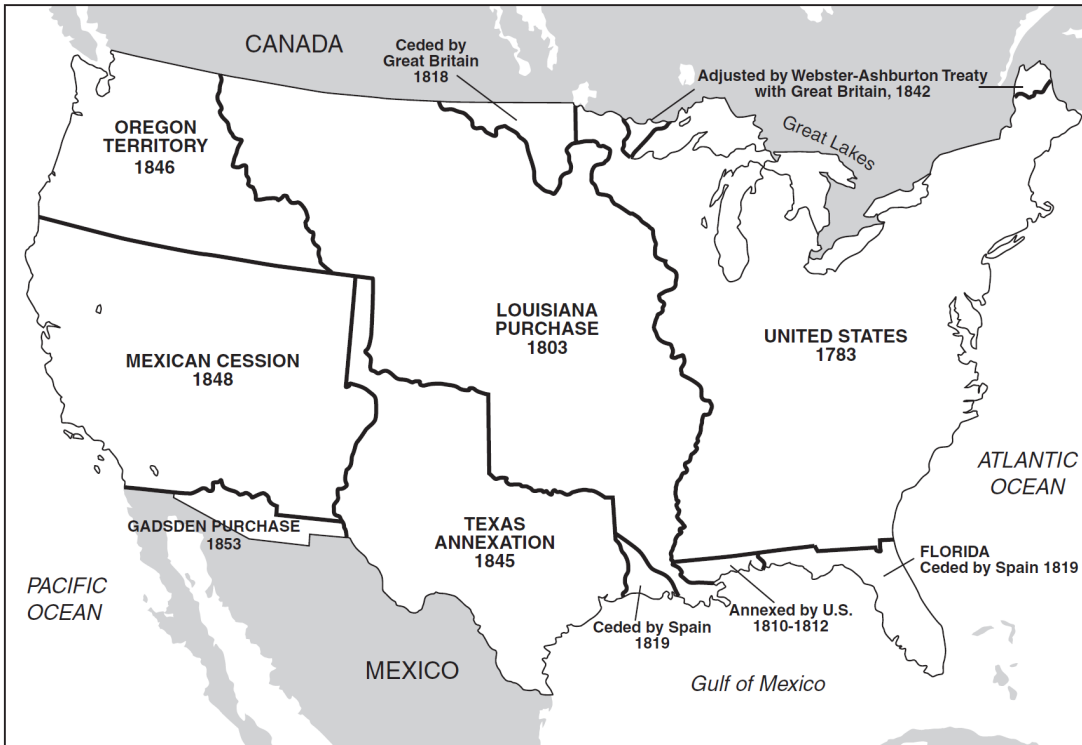 CANADA
Ceded by
Great Britain
1818
Adjusted by Webster-Ashburton Treaty
with Great Britain, 1842
Great Lakes
OREGON
TERRITORY
1846
LOUISIANA
PURCHASE
1803
UNITED STATES
1783
MEXICAN CESSION
1848
ATLANTIC
OCEAN
GADSDEN PURCHASE
1853
TEXAS
ANNEXATION
1845
FLORIDA
Ceded by Spain 1819
PACIFIC
OCEAN
Ceded by Spain
1819
Annexed by U.S.
1810-1812
MEXICO
Gulf of Mexico